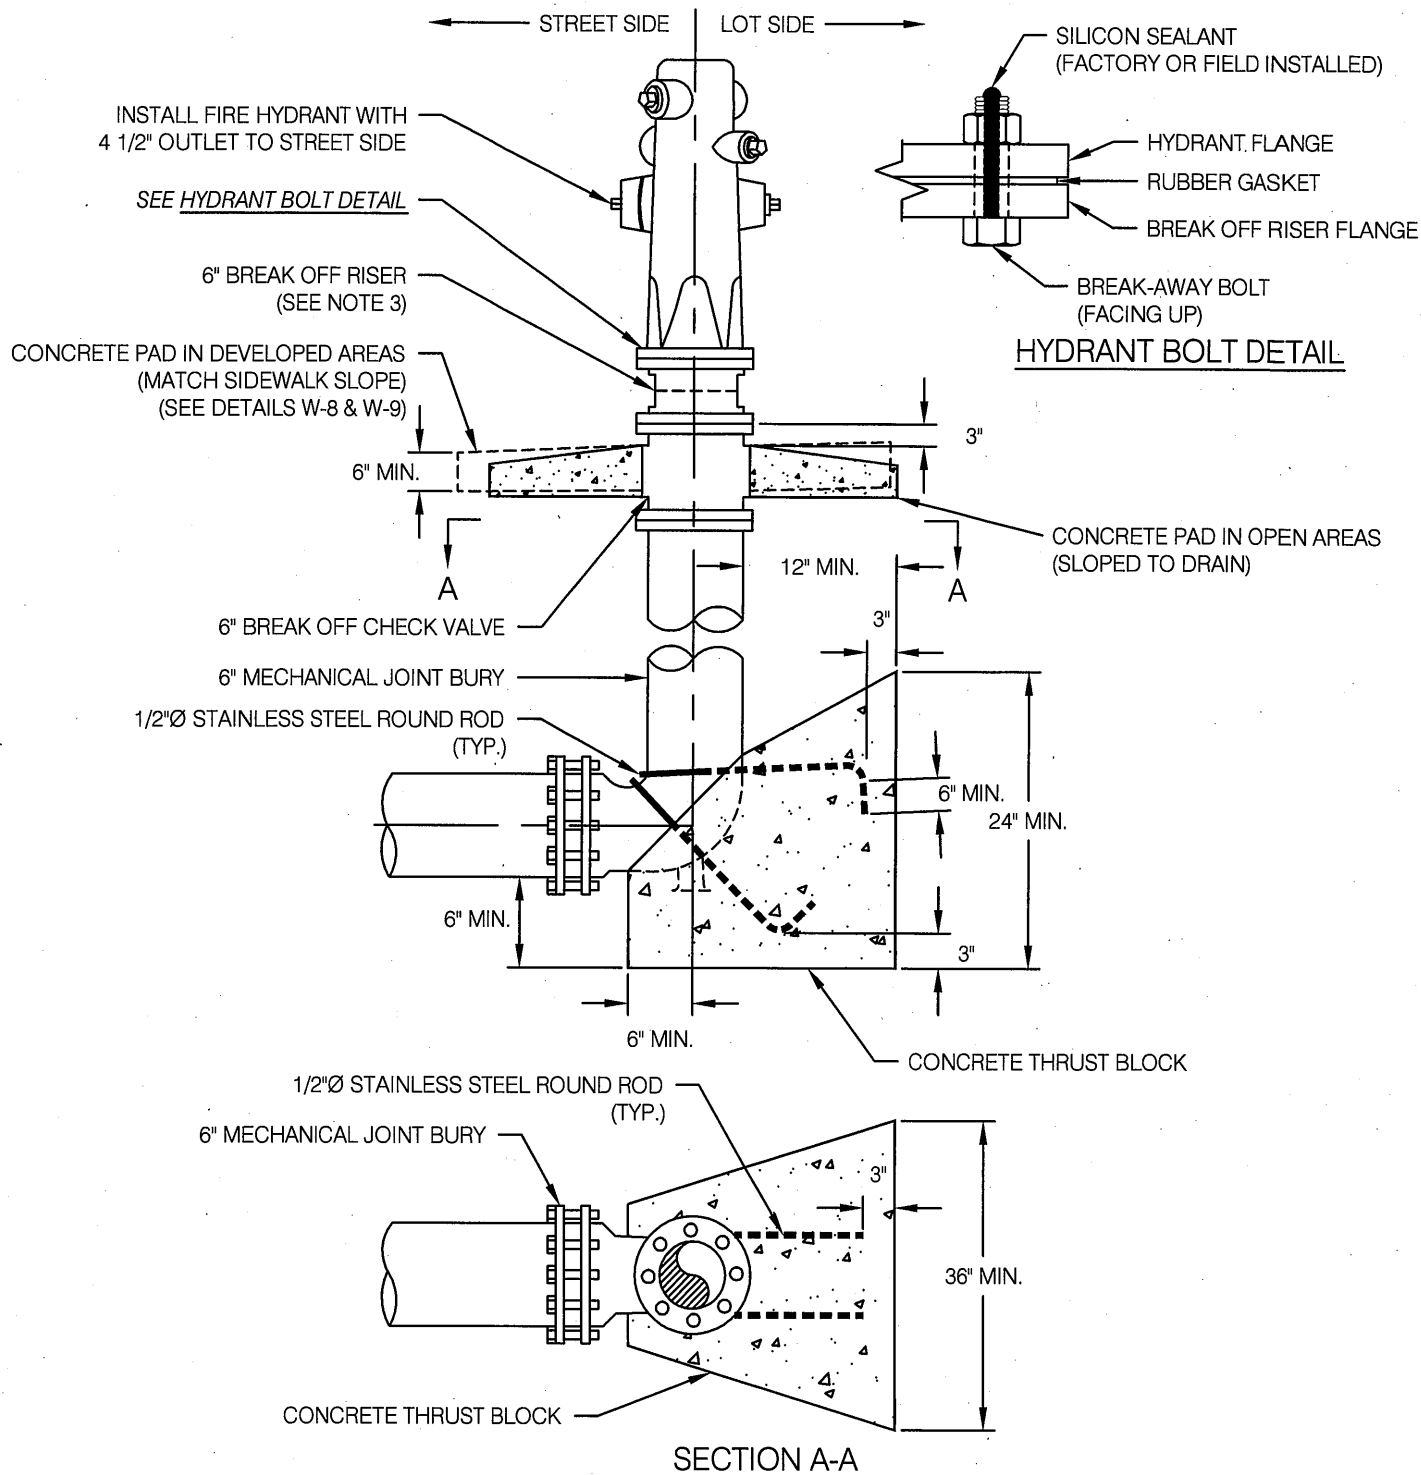 STREET SIDE
LOT SIDE
INSTALL FIRE HYDRANT WITH
4 1/2" OUTLET TO STREET SIDE
SEE HYDRANT BOLT DETAIL
6" BREAK OFF RISER
(SEE NOTE 3)
CONCRETE PAD IN DEVELOPED AREAS
(MATCH SIDEWALK SLOPE)
(SEE DETAILS W-8 & W-9)
6" MIN.
SILICON SEALANT
(FACTORY OR FIELD INSTALLED)
HYDRANT FLANGE
RUBBER GASKET
BREAK OFF RISER FLANGE
BREAK-AWAY BOLT
(FACING UP)
HYDRANT BOLT DETAIL
3"
CONCRETE PAD IN OPEN AREAS
(SLOPED TO DRAIN)
A
A
12" MIN.
3"
6" BREAK OFF CHECK VALVE
6" MECHANICAL JOINT BURY
1/2"Ø STAINLESS STEEL ROUND ROD
(TYP.)
6" MIN.
24" MIN.
6" MIN.
3"
6" MIN.
CONCRETE THRUST BLOCK
1/2"Ø STAINLESS STEEL ROUND ROD
(TYP.)
6" MECHANICAL JOINT BURY
3"
36" MIN.
CONCRETE THRUST BLOCK
SECTION A-A